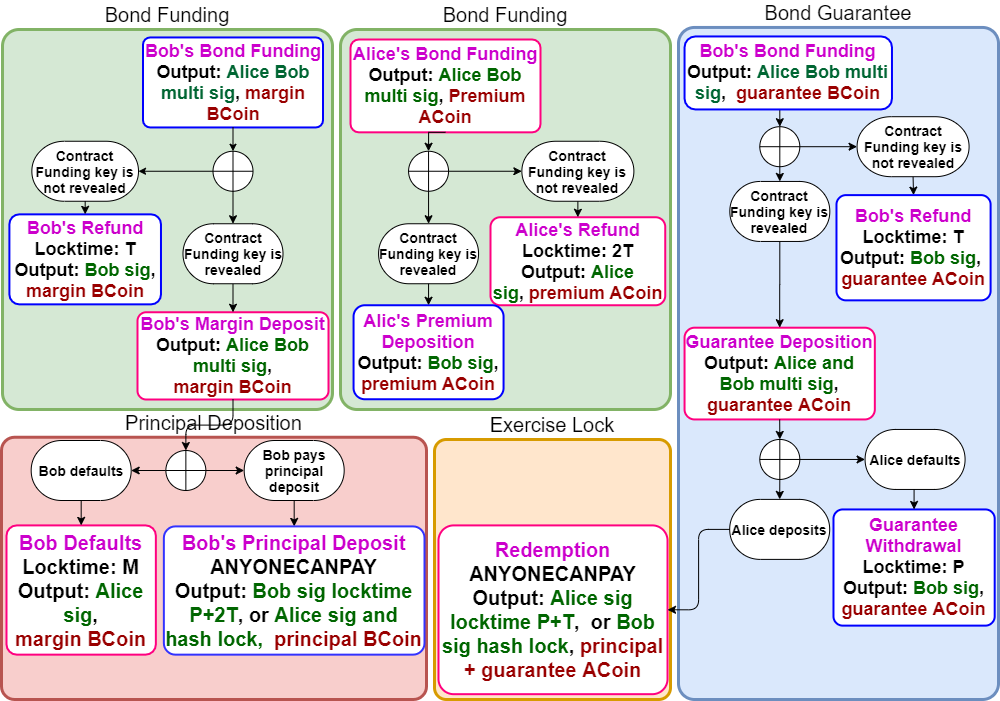 Bond Funding
Bob's Bond Funding
Output: Alice Bob
multi sig, margin
BCoin
Contract
Funding key is
not revealed
Bob's Refund
Locktime: T
Output: Bob sig,
margin BCoin
Contract
Funding key is
revealed
Bob's Margin Deposit
Output: Alice Bob
multi sig,
margin BCoin
Bond Funding
Alice's Bond Funding
Output: Alice Bob
multi sig, Premium
ACoin
Contract
Funding key is
not revealed
Alice's Refund
Locktime: 2T
Output: Alice
sig, premium ACoin
Contract
Funding key is
revealed
Alic's Premium
Deposition
Output: Bob sig,
premium ACoin
Bond Guarantee
Bob's Bond Funding
Output: Alice Bob multi
sig, guarantee BCoin
Contract
Funding key is
not revealed
Contract
Funding key is
revealed
Bob's Refund
Locktime: T
Output: Bob sig,
guarantee ACoin
Guarantee Deposition
Output: Alice and
Bob multi sig,
guarantee ACoin
Alice defaults
Alice deposits
Guarantee
Withdrawal
Locktime: P
Output: Bob sig,
guarantee ACoin
Principal Deposition
Bob defaults
Bob pays
principal
deposit
Bob Defaults
Locktime: M
Output: Alice
sig,
margin BCoin
Bob's Principal Deposit
ANYONECANPAY
Output: Bob sig locktime
P+2T, or Alice sig and
hash lock, principal BCoin
Exercise Lock
Redemption
ANYONECANPAY
Output: Alice sig
locktime P+T, or Bob
sig hash lock, principal
+ guarantee ACoin